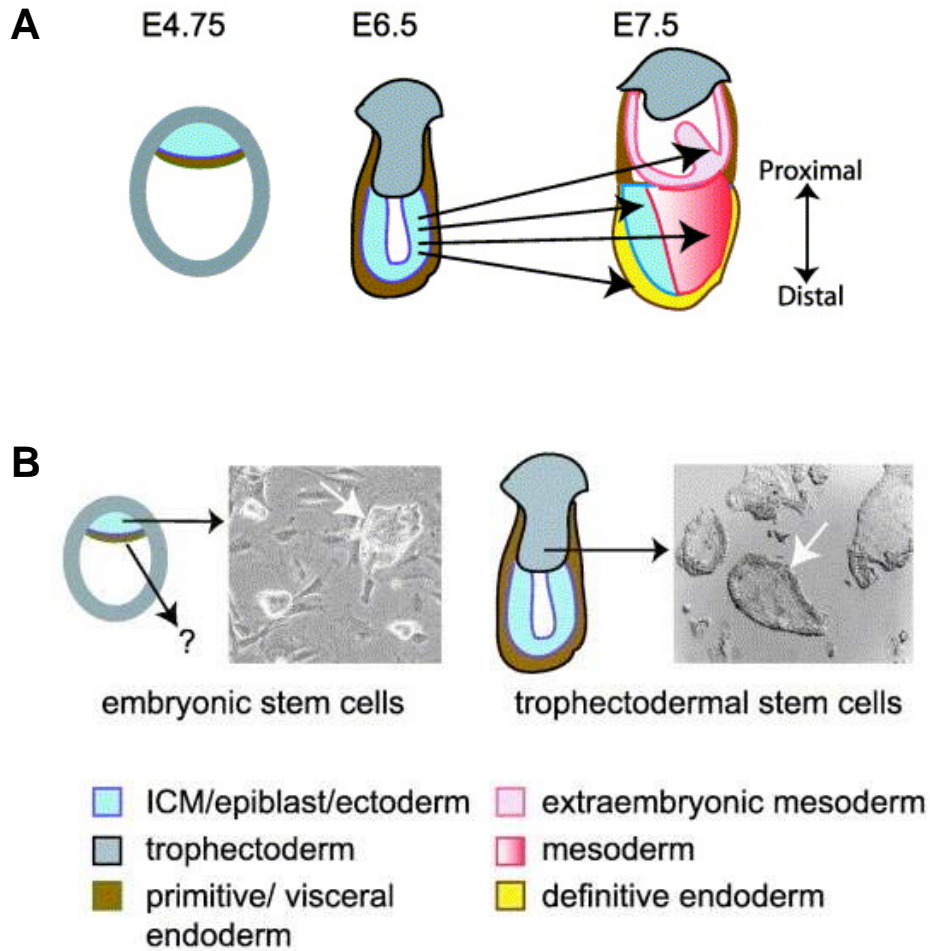 A
E4.75 E6.5 E7.5
Proximal
Distal
B
?
embryonic stem cells trophectodermal stem cells
ICM/epiblast/ectoderm extraembryonic mesoderm
trophectoderm mesoderm
primitive/ visceral definitive endoderm
endoderm